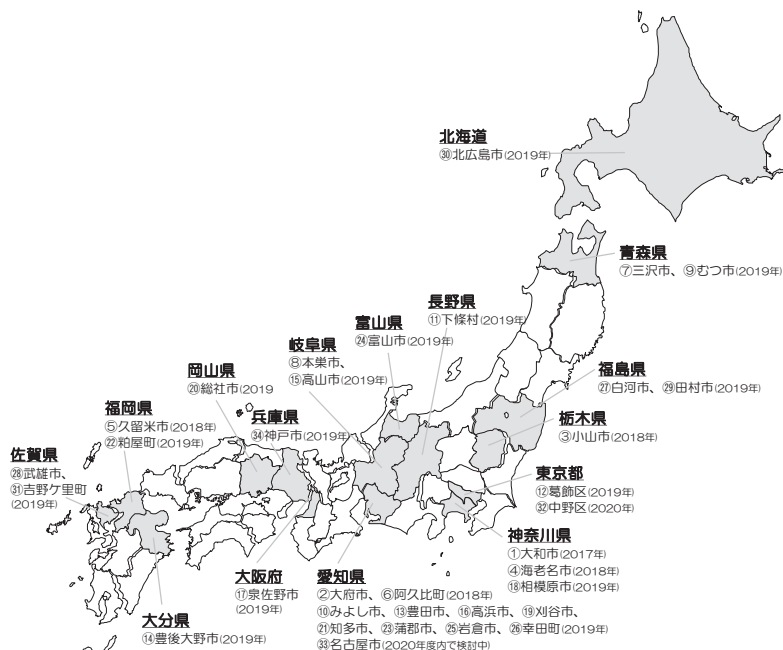 北海道
㉚北広島市(2019年)
青森県
⑦三沢市、⑨むつ市(2019年)
長野県
⑪下條村(2019年)
富山県
㉔富山市(2019年)
岐阜県
⑧本巣市、
⑮高山市(2019年)
岡山県
⑳総社市(2019
福島県
㉗白河市、㉙田村市(2019年)
兵庫県
㉞神戸市(2019年)
福岡県
⑤久留米市(2018年)
㉒粕屋町(2019年)
栃木県
③小山市(2018年)
佐賀県
㉘武雄市、
㉛吉野ケ里町
(2019年)
東京都
⑫葛飾区(2019年)
㉜中野区(2020年)
神奈川県
①大和市(2017年)
④海老名市(2018年)
⑱相模原市(2019年)
大阪府
⑰泉佐野市
(2019年)
愛知県
②大府市、⑥阿久比町(2018年)
⑩みよし市、⑬豊田市、⑯高浜市、⑲刈谷市、
㉑知多市、㉓蒲郡市、㉕岩倉市、㉖幸田町(2019年)
㉝名古屋市(2020年度内で検討中)
大分県
⑭豊後大野市(2019年)